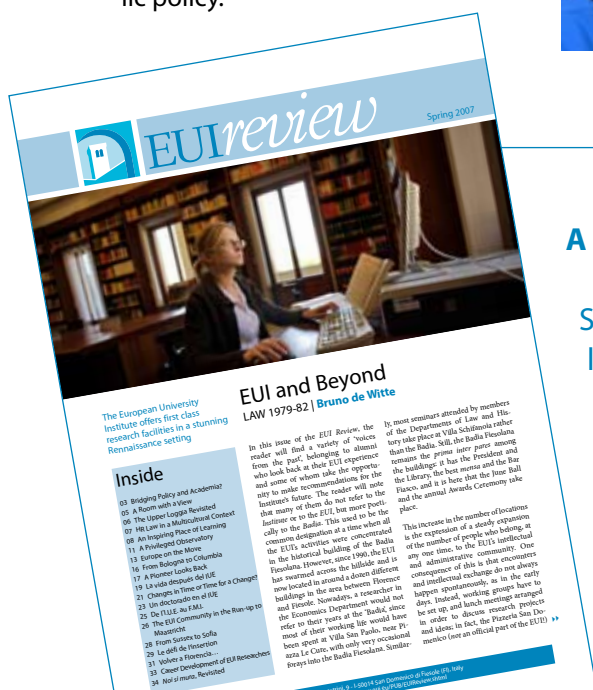 lic policy.
EUIreview
Spring 2007
A
S
The European University
Institute offers first class
research facilities in a stunning
Rennaissance setting
Inside
03 Bridging Policy and Academia?
05 A Room with a View
06 The Upper Loggia Revisited
07 HR Law in a Multicultural Context
08 An Inspiring Place of Learning
11 A Privileged Observatory
13 Europe on the Move
16 From Bologna to Columbia
17 A Pioneer Looks Back
19 La vida después del IUE
21 Changes in Time or Time for a Change?
23 Un doctorado en el IUE
25 De l'I.U.E. au F.M.I.
26 The EUI Community in the Run-up to
Maastricht
28 From Sussex to Sofia
29 Le défi de l'insertion
31 Volver a Florencia…
33 Career Development of EUI Researchers
34 Noi si mura, Revisited
EUI and Beyond
LAW 1979-82 | Bruno de Witte
In this issue of the EUI Review, the
reader will find a variety of 'voices
from the past', belonging to alumni
who look back at their EUI experience
and some of whom take the opportu-
nity to make recommendations for the
Institute's future. The reader will note
that many of them do not refer to the
Institute or to the EUI, but more poeti-
cally to the Badia. This used to be the
common designation at a time when all
the EUI's activities were concentrated
in the historical building of the Badia
Fiesolana. However, since 1990, the EUI
has swarmed across the hillside and is
now located in around a dozen different
buildings in the area between Florence
and Fiesole. Nowadays, a researcher in
the Economics Department would not
refer to their years at the 'Badia', since
most of their working life would have
been spent at Villa San Paolo, near Pi-
azza Le Cure, with only very occasional
forays into the Badia Fiesolana. Similar-
ly, most seminars attended by members
of the Departments of Law and His-
tory take place at Villa Schifanoia rather
than the Badia. Still, the Badia Fiesolana
remains the prima inter pares among
the buildings: it has the President and
the Library, the best mensa and the Bar
Fiasco, and it is here that the June Ball
and the annual Awards Ceremony take
place.
This increase in the number of locations
is the expression of a steady expansion
of the number of people who belong, at
any one time, to the EUI's intellectual
and administrative community. One
consequence of this is that encounters
and intellectual exchange do not always
happen spontaneously, as in the early
days. Instead, working groups have to
be set up, and lunch meetings arranged
in order to discuss research projects
and ideas; in fact, the Pizzeria San Do-
menico (nor an official part of the EUI!)
9 - I-50014 San Domenico di Fiesole (FI), Italy